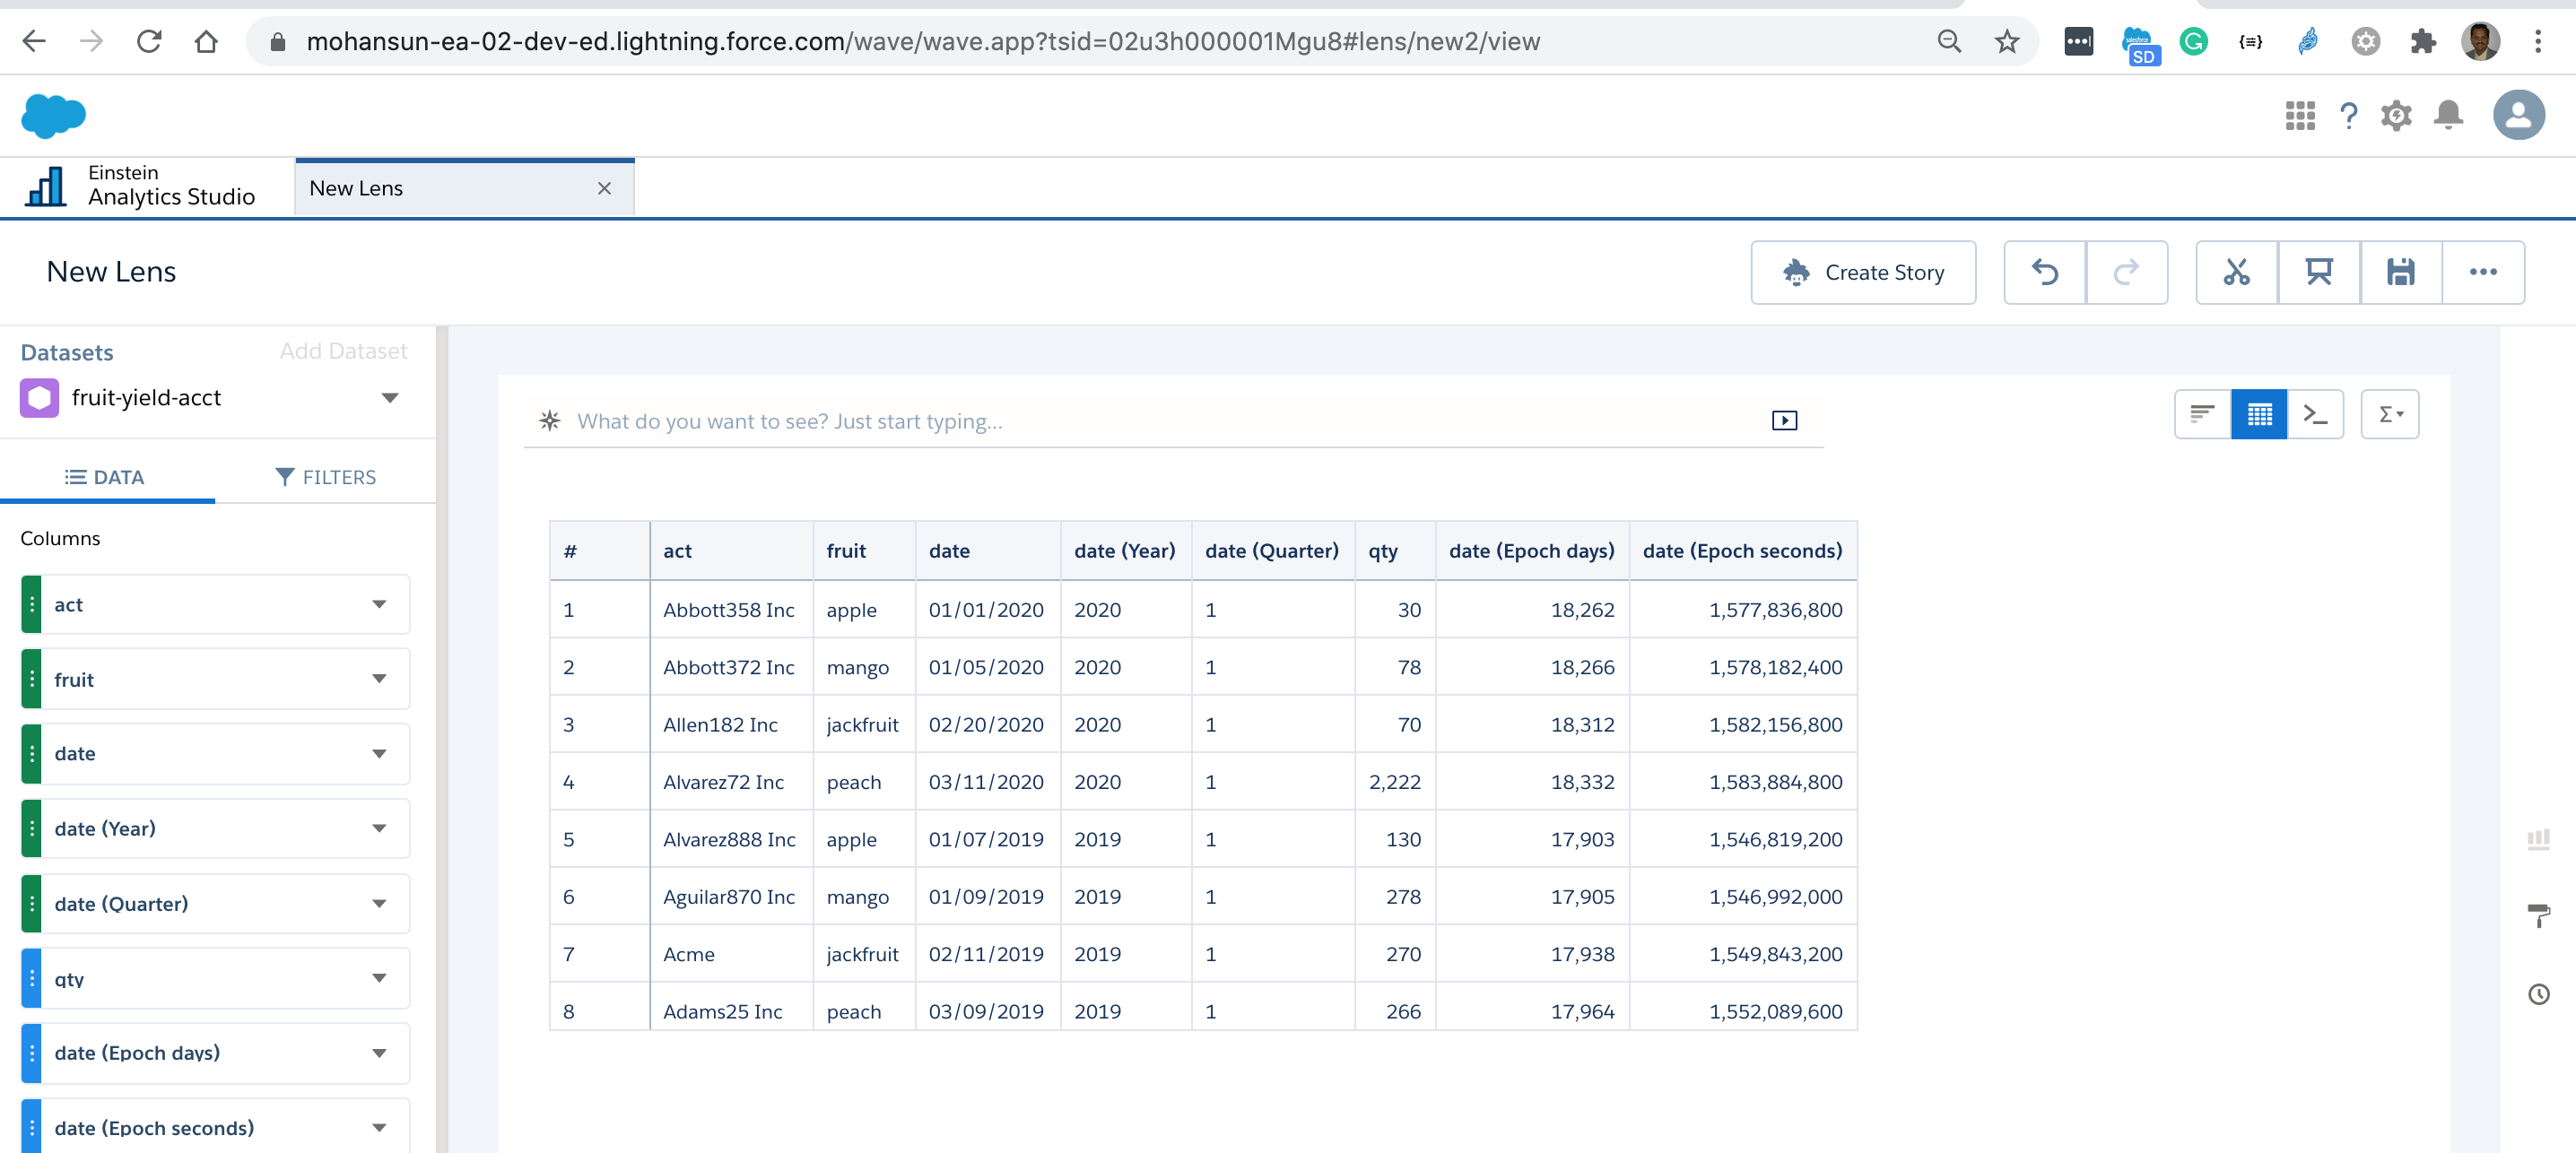 mohansun-ea-02-dev-ed.lightning.force.com/wave/wave.app?tsid=02u3h000001Mgu8#lens/new2/view
SD
Einstein
Analytics Studio
New Lens
New Lens
Create Story
Datasets
Add Dataset
fruit-yield-acct
What do you want to see? Just start typing...
DATA
FILTERS
Columns
act
fruit
date
date (Year)
date (Quarter)
qty
date (Epoch days)
date (Epoch seconds)
# act fruit date date (Year) date (Quarter) qty date (Epoch days) date (Epoch seconds)
1 Abbott358 Inc apple 01/01/2020 2020 1 30 18,262 1,577,836,800
2 Abbott372 Inc mango 01/05/2020 2020 1 78 18,266 1,578,182,400
3 Allen182 Inc jackfruit 02/20/2020 2020 1 70 18,312 1,582,156,800
4 Alvarez72 Inc peach 03/11/2020 2020 1 2,222 18,332 1,583,884,800
5 Alvarez888 Inc apple 01/07/2019 2019 1 130 17,903 1,546,819,200
6 Aguilar870 Inc mango 01/09/2019 2019 1 278 17,905 1,546,992,000
7 Acme jackfruit 02/11/2019 2019 1 270 17,938 1,549,843,200
8 Adams25 Inc peach 03/09/2019 2019 1 266 17,964 1,552,089,600